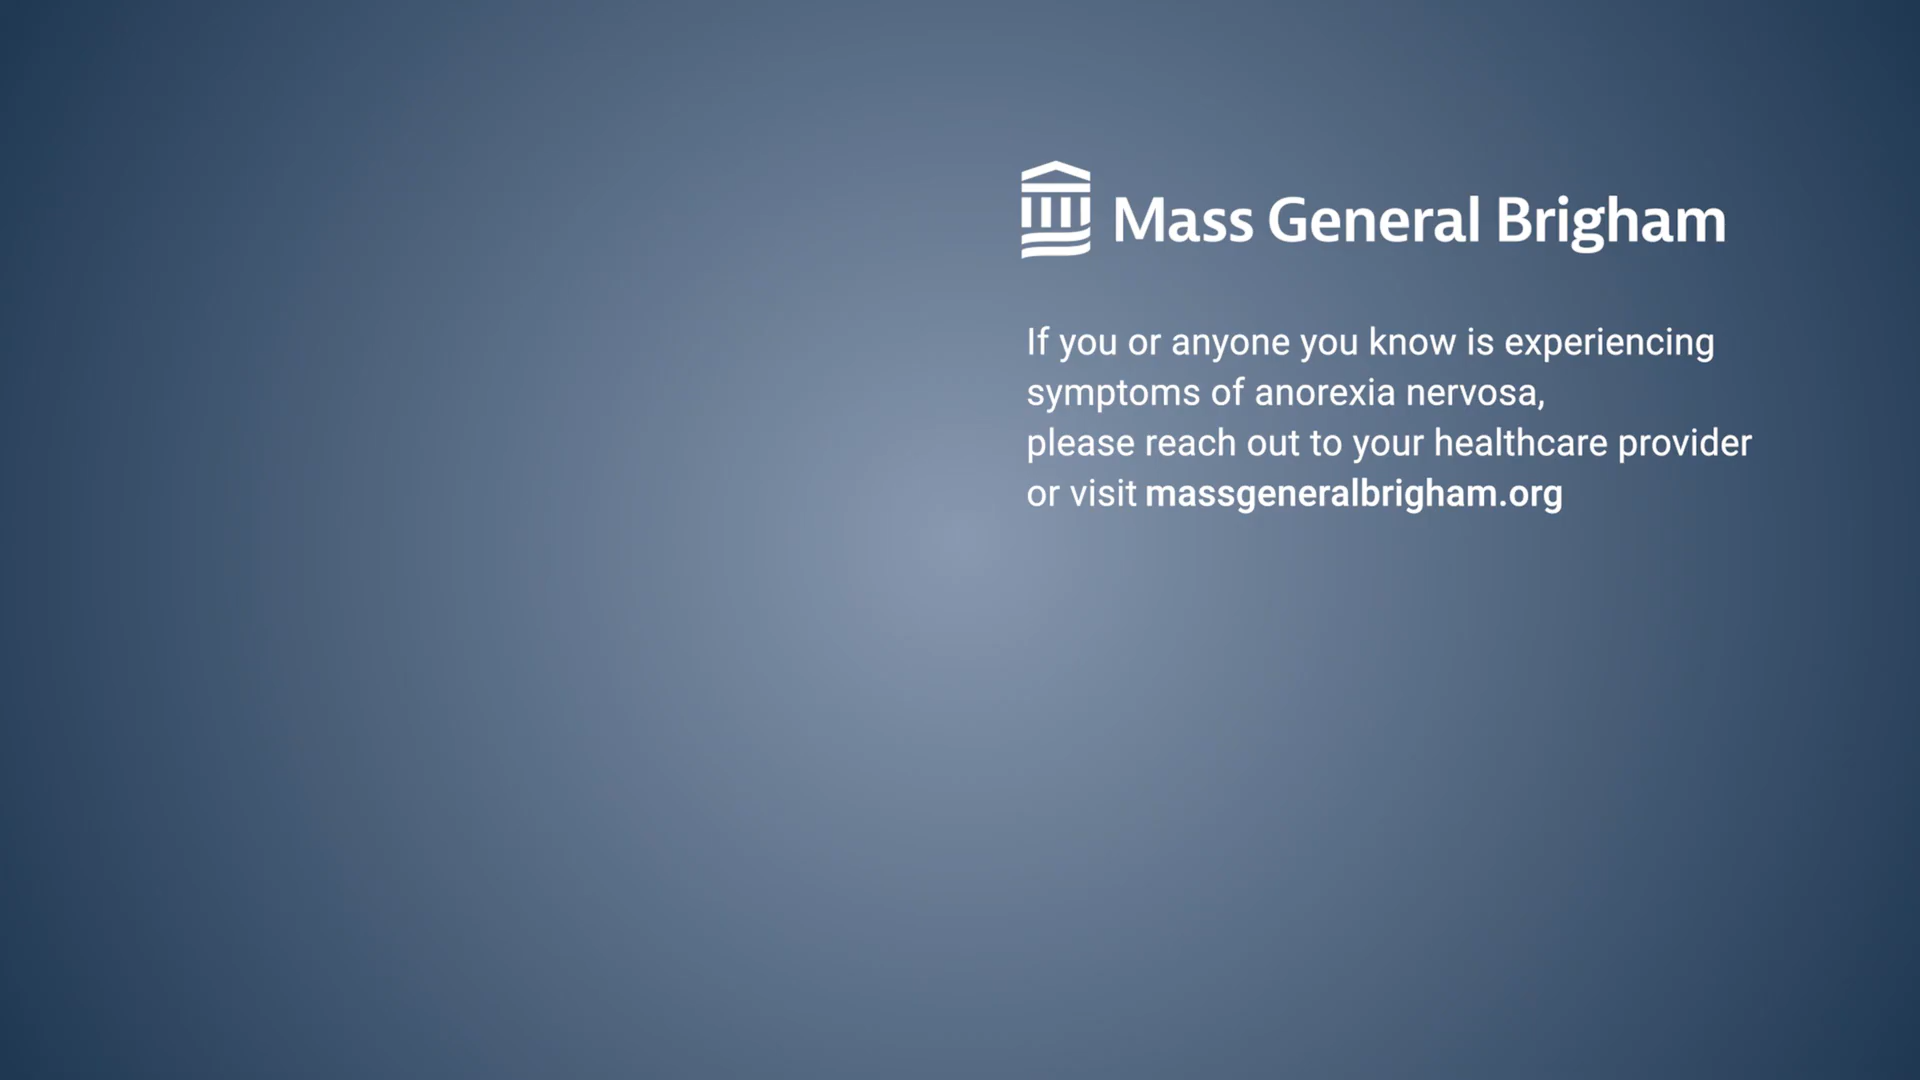 Mass General Brigham
If you or anyone you know is experiencing
symptoms of anorexia nervosa,
please reach out to your healthcare provider
or visit massgeneralbrigham.org